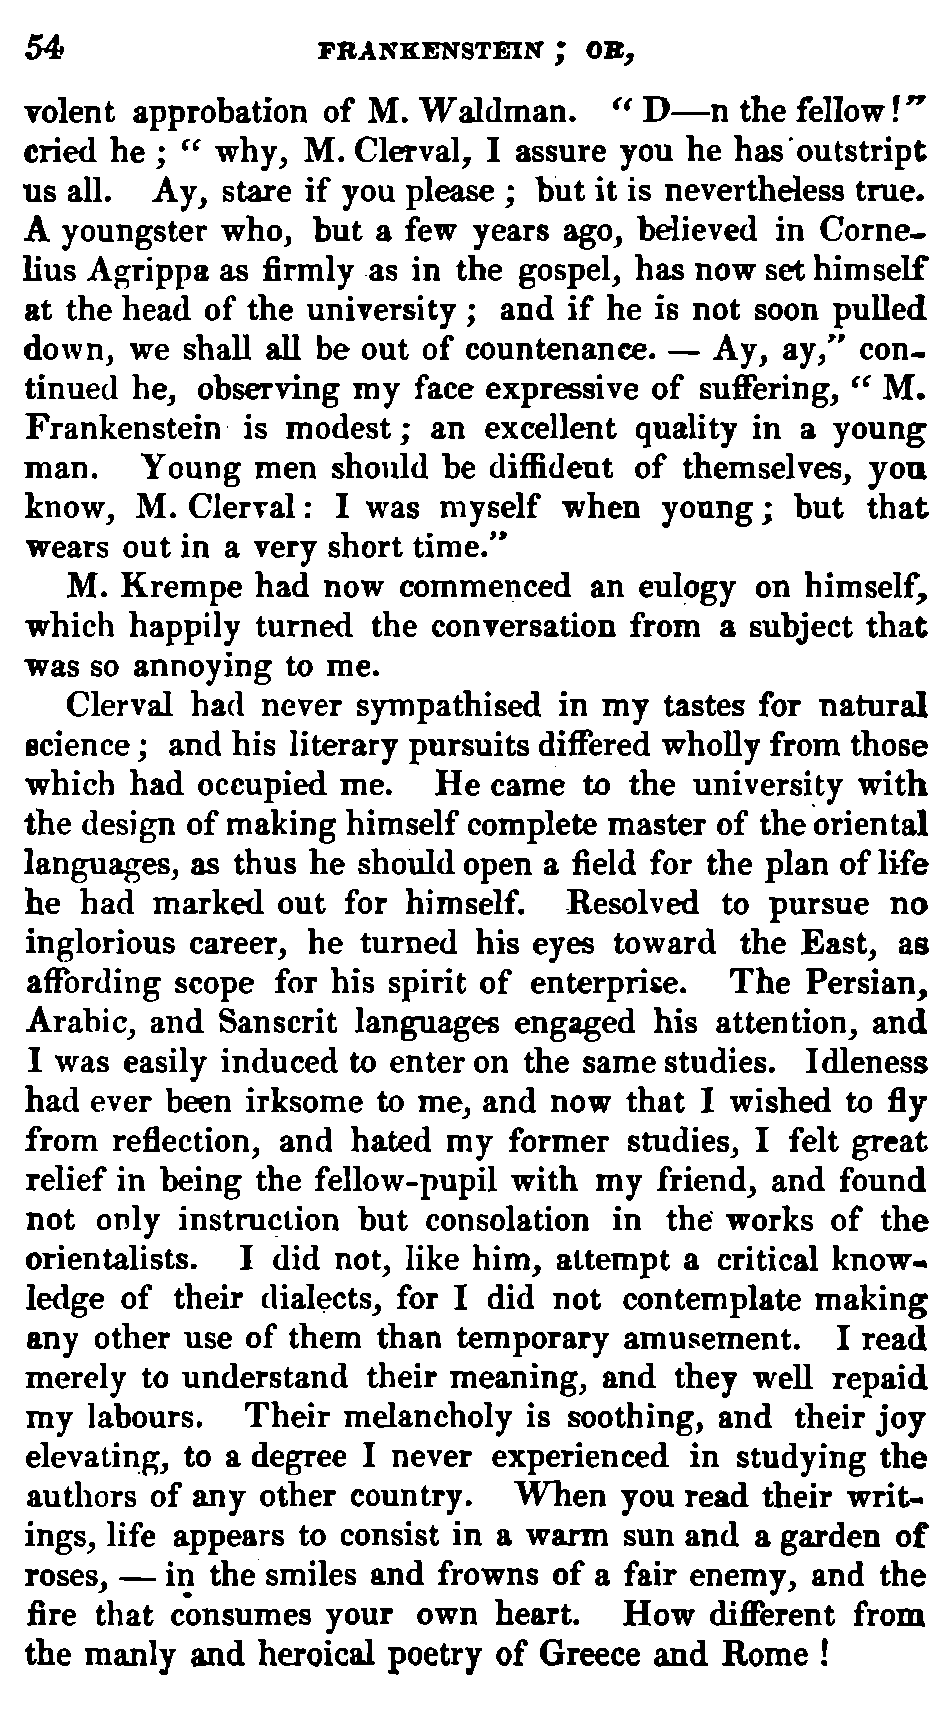 54 FRANKENSTEIN ; OR,
volent approbation of M. Waldman. “ D—n the fellow !”
cried he ; “ why, M. Clerval, I assure you he has outstript
us all. Ay, stare if you please ; but it is nevertheless true.
A youngster who, but a few years ago, believed in Corne-
lius Agrippa as firmly as in the gospel, has now set himself
at the head of the university ; and if he is not soon pulled
down, we shall all be out of countenance. — Ay, ay,” con-
tinued he, observing my face expressive of suffering, “ M.
Frankenstein is modest ; an excellent quality in a young
man. Young men should be diffident of themselves, you
know, M. Clerval : I was myself when young ; but that
wears out in a very short time.”
M. Krempe had now commenced an eulogy on himself,
which happily turned the conversation from a subject that
was so annoying to me.
Clerval had never sympathised in my tastes for natural
science ; and his literary pursuits differed wholly from those
which had occupied me. He came to the university with
the design of making himself complete master of the oriental
languages, as thus he should open a field for the plan of life
he had marked out for himself. Resolved to pursue no
inglorious career, he turned his eyes toward the East, as
affording scope for his spirit of enterprise. The Persian,
Arabic, and Sanscrit languages engaged his attention, and
I was easily induced to enter on the same studies. Idleness
had ever been irksome to me, and now that I wished to fly
from reflection, and hated my former studies, I felt great
relief in being the fellow-pupil with my friend, and found
not only instruction but consolation in the works of the
orientalists. I did not, like him, attempt a critical know-
ledge of their dialects, for I did not contemplate making
any other use of them than temporary amusement. I read
merely to understand their meaning, and they well repaid
my labours. Their melancholy is soothing, and their joy
elevating, to a degree I never experienced in studying the
authors of any other country. When you read their writ-
ings, life appears to consist in a warm sun and a garden of
roses, — in the smiles and frowns of a fair enemy, and the
fire that consumes your own heart. How different from
the manly and heroical poetry of Greece and Rome !